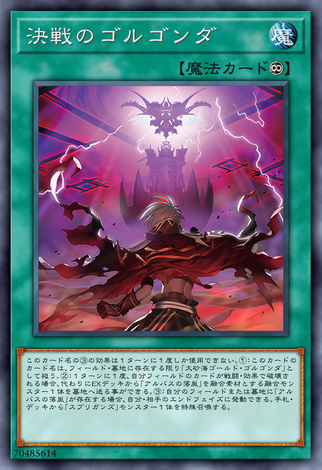 決戦のゴルゴンダ
魔
【魔法カード】
このカード名の③の効果は1ターンに1度しか使用できない。①:このカードの
カード名は、フィールド・墓地に存在する限り「大砂海ゴールド・ゴルゴンダ」
として扱う。②:1ターンに1度、自分フィールドのカードが戦闘・効果で破壊さ
れる場合、代わりにEXデッキから「アルバスの落胤」を融合素材とする融合モン
スター1体を墓地へ送る事ができる。③:自分のフィールドまたは墓地に「アル
バスの落胤」が存在する場合、自分・相手のエンドフェイズに発動できる。手札・
デッキから「スプリガンズ」モンスター1体を特殊召喚する。
70485614